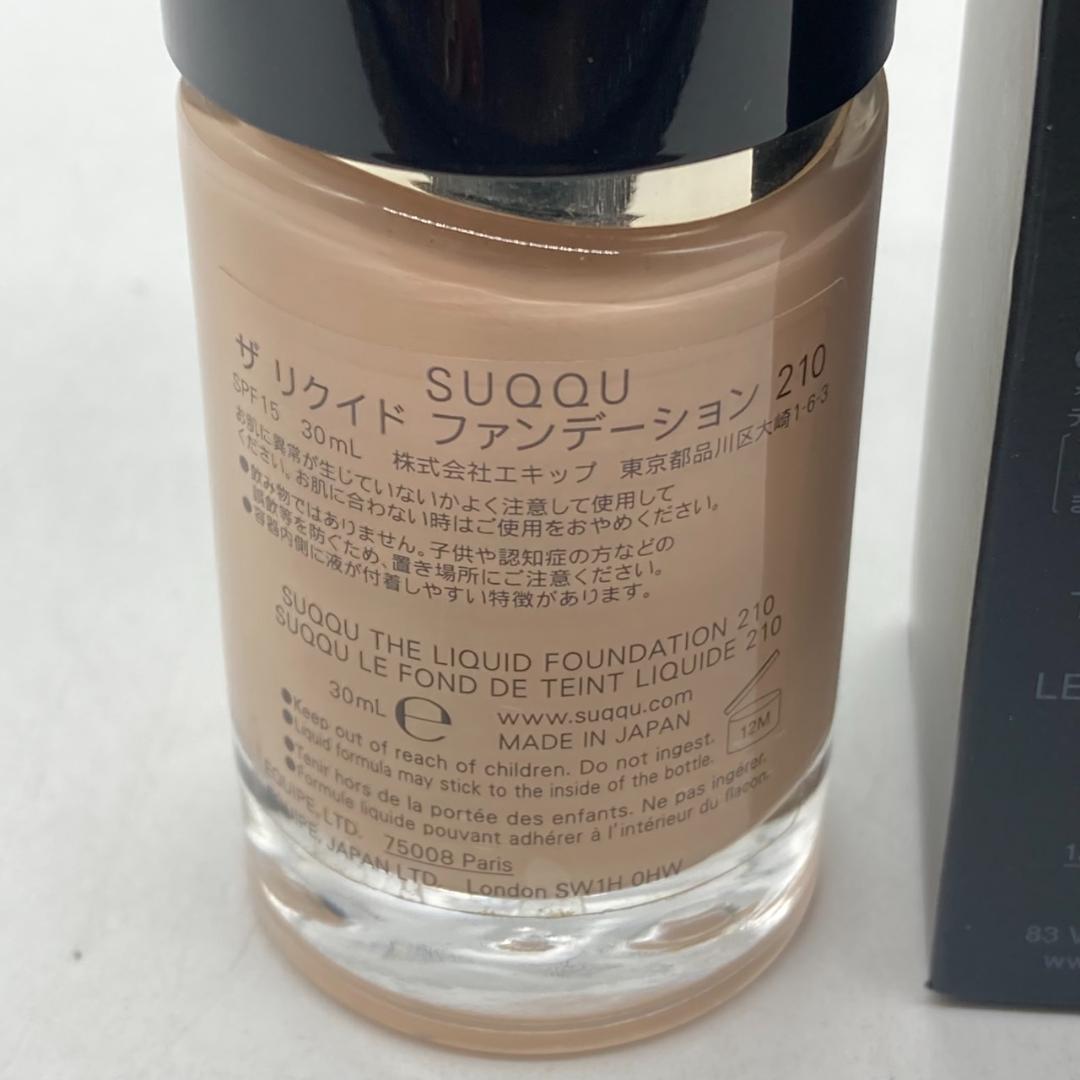 SUQQU
ザ リクイド ファンデーション 210
SPF15 30mL 株式会社エキップ 東京都品川区大崎1-6-3
お肌に異常が生じていないかよく注意して使用して
ください。お肌に合わない時はご使用をおやめください。
●飲み物ではありません。子供や認知症の方などの
誤飲等を防ぐため、置き場所にご注意ください。
●容器内側に液が付着しやすい特徴があります。
SUQQU THE LIQUID FOUNDATION 210
SUQQU LE FOND DE TEINT LIQUIDE 210
30mL ℮ www.suqqu.com
MADE IN JAPAN
12M
●Keep out of reach of children. Do not ingest.
●Liquid formula may stick to the inside of the bottle.
●Tenir hors de la portée des enfants. Ne pas ingérer.
●Formule liquide pouvant adhérer à l'intérieur du flacon.
EQUIPE, LTD. 75008 Paris
JAPAN LTD. London SW1H 0HW
LE
83